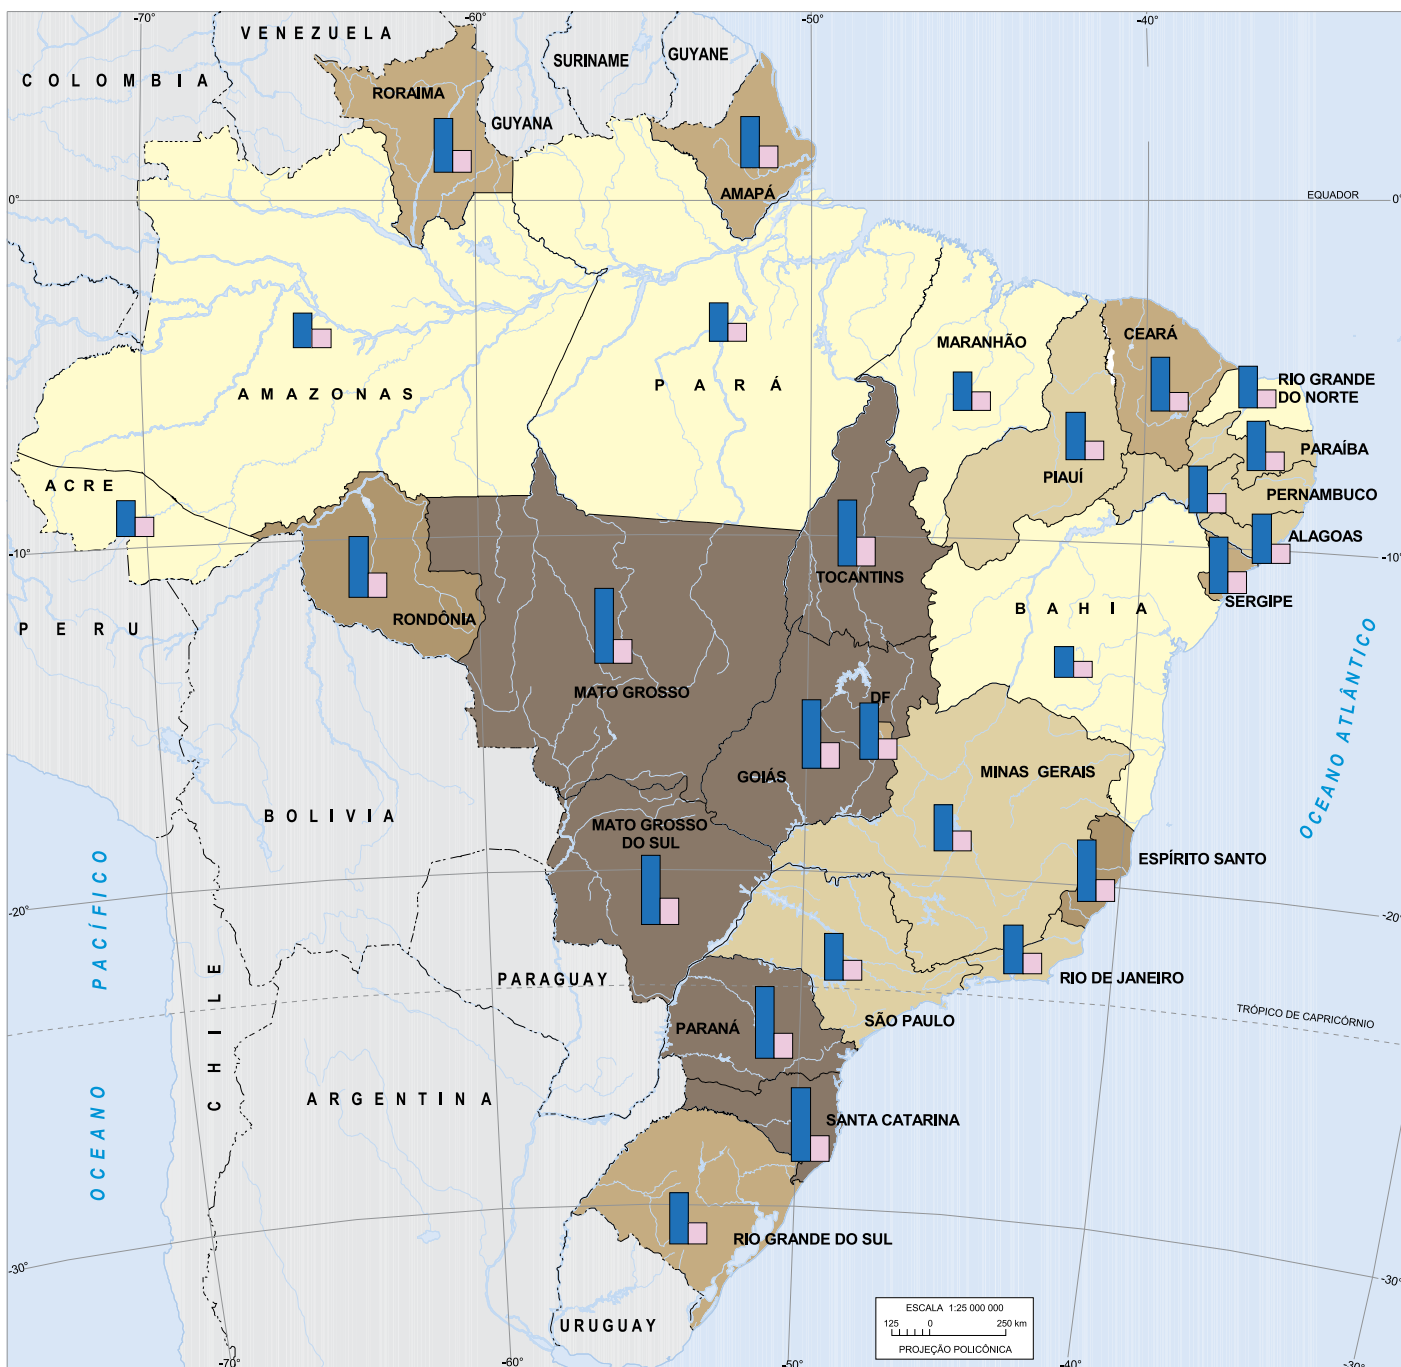 -70°
-60°
-50°
-40°
VENEZUELA
COLOMBIA
SURINAME
GUYANE
RORAIMA
GUYANA
AMAPÁ
0°
EQUADOR
0°
MARANHÃO
CEARÁ
RIO GRANDE
DO NORTE
AMAZONAS
PARÁ
PARAÍBA
PIAUÍ
ACRE
PERNAMBUCO
ALAGOAS
-10°
-10°
TOCANTINS
SERGIPE
BAHIA
RONDÔNIA
PERU
MATO GROSSO
DF
OCEANO ATLÂNTICO
GOIÁS
MINAS GERAIS
BOLIVIA
MATO GROSSO
DO SUL
ESPÍRITO SANTO
-20°
-20°
OCEANO PACÍFICO
CHILE
PARAGUAY
RIO DE JANEIRO
SÃO PAULO
TRÓPICO DE CAPRICÓRNIO
PARANÁ
ARGENTINA
SANTA CATARINA
RIO GRANDE DO SUL
-30°
-30°
URUGUAY
ESCALA 1:25 000 000
125 0 250 km
PROJEÇÃO POLICÔNICA
-70°
-60°
-50°
-40°
-30°